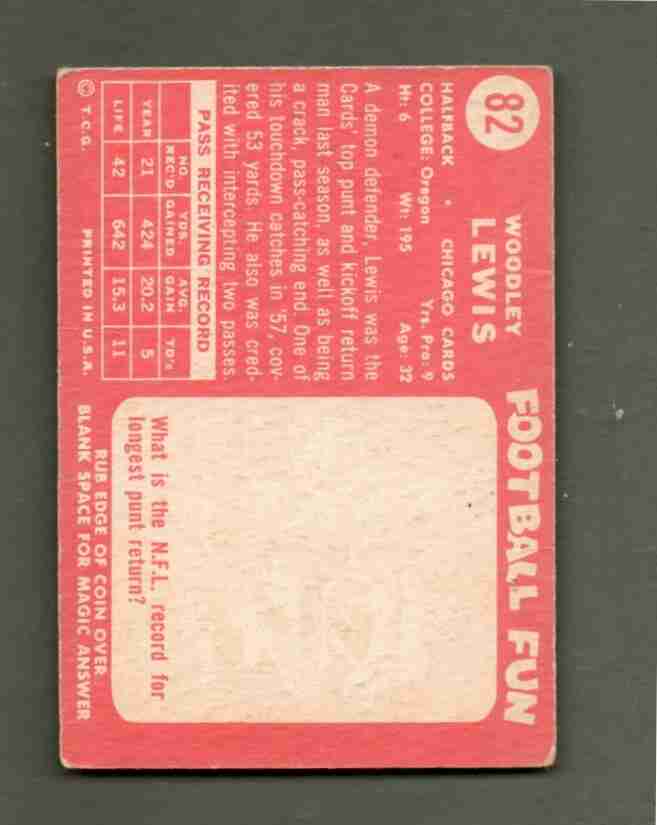 82
WOODLEY
LEWIS
HALFBACK • CHICAGO CARDS
COLLEGE: Oregon Yrs. Pro: 9
Ht: 6 Wt: 195 Age: 32
A demon defender, Lewis was the
Cards' top punt and kickoff return
man last season, as well as being
a crack, pass-catching end. One of
his touchdown catches in '57, cov-
ered 53 yards. He also was cred-
ited with intercepting two passes.
PASS RECEIVING RECORD
NO. REC'D YDS. GAINED AVG. GAIN TD's
YEAR 21 424 20.2 5
LIFE 42 642 15.3 11
© T.C.G. PRINTED IN U.S.A.
FOOTBALL FUN
What is the N.F.L. record for
longest punt return?
RUB EDGE OF COIN OVER
BLANK SPACE FOR MAGIC ANSWER